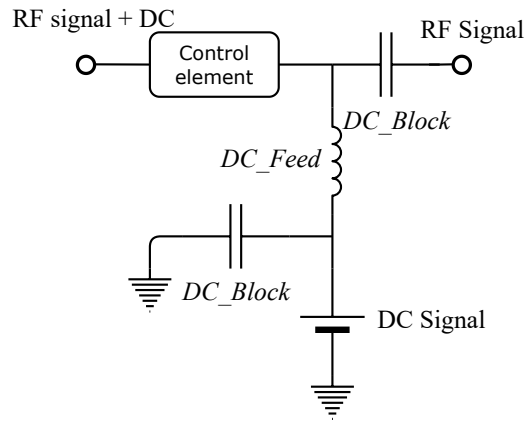 RF signal + DC
RF Signal
Control
element
DC_Block
DC_Feed
DC_Block
DC Signal